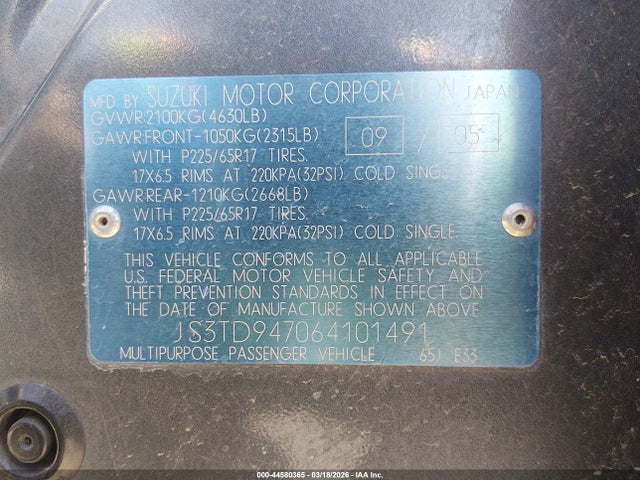 MFD BY SUZUKI MOTOR CORPORATION JAPAN
GVWR:2100KG(4630LB)
GAWR:FRONT-1050KG(2315LB) 09 / 05
WITH P225/65R17 TIRES.
17X6.5 RIMS AT 220KPA(32PSI) COLD SINGLE
GAWR:REAR-1210KG(2668LB)
WITH P225/65R17 TIRES.
17X6.5 RIMS AT 220KPA(32PSI) COLD SINGLE
THIS VEHICLE CONFORMS TO ALL APPLICABLE
U.S. FEDERAL MOTOR VEHICLE SAFETY AND
THEFT PREVENTION STANDARDS IN EFFECT ON
THE DATE OF MANUFACTURE SHOWN ABOVE.
JS3TD947064101491
MULTIPURPOSE PASSENGER VEHICLE 65J E33
000-44580365 | 03/18/2026 - IAA Inc.